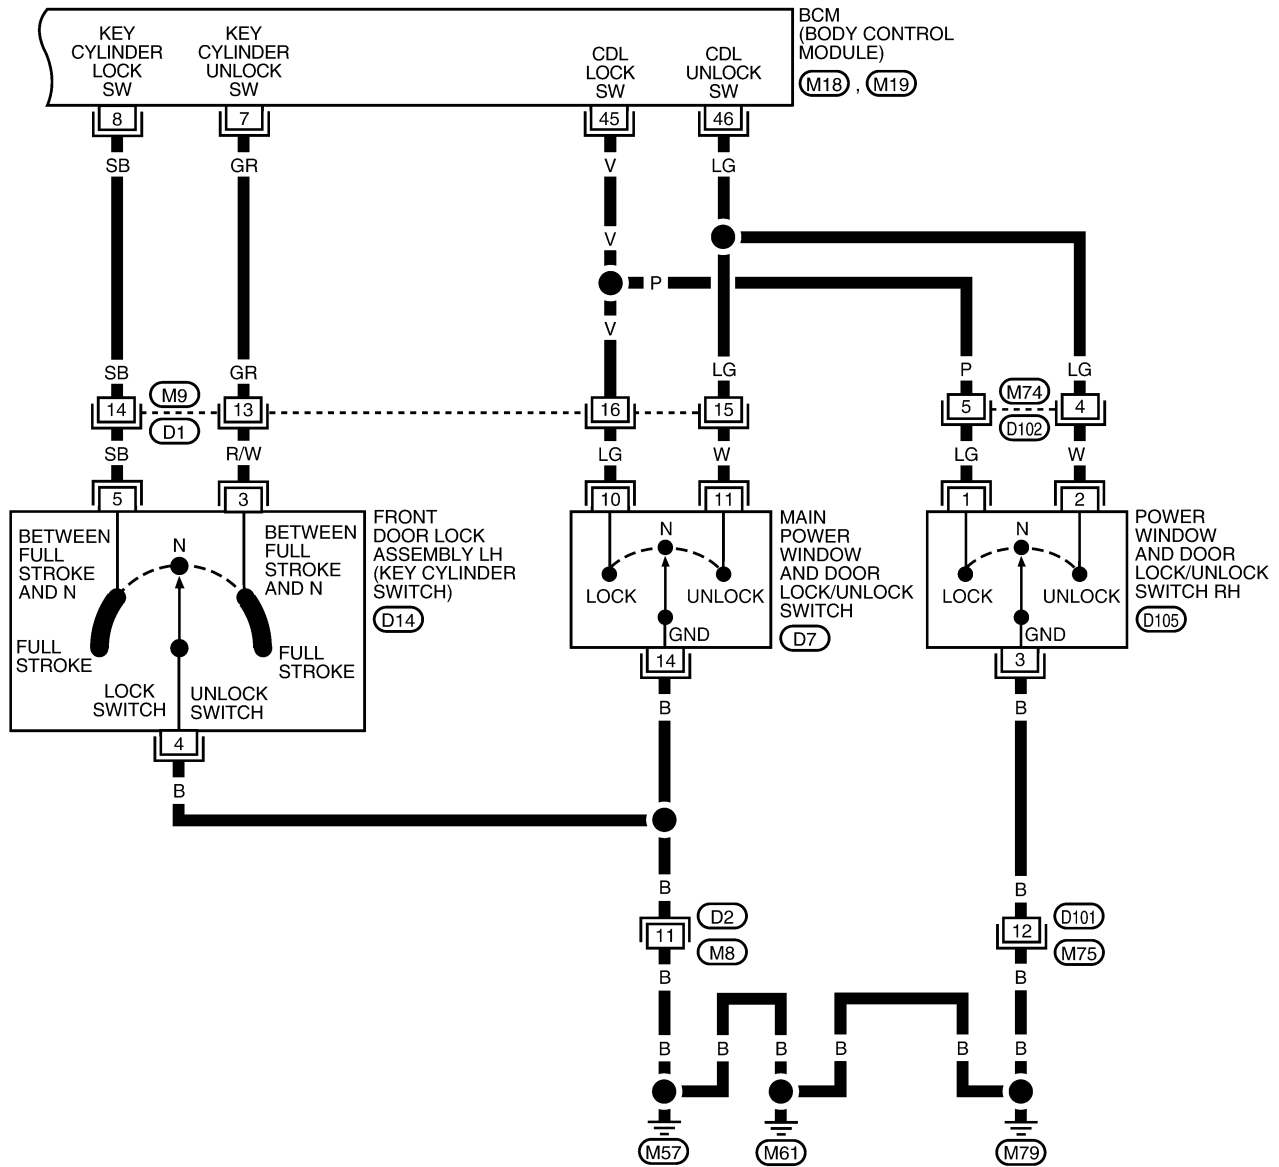 KEY
CYLINDER
LOCK
SW
KEY
CYLINDER
UNLOCK
SW
CDL
LOCK
SW
CDL
UNLOCK
SW
BCM
(BODY CONTROL
MODULE)
M18 , M19
8
7
45
46
SB
GR
V
LG
V
P
V
SB
GR
LG
P
LG
14
M9
D1
13
16
15
5
M74
D102
4
SB
R/W
LG
W
LG
W
5
3
10
11
1
2
BETWEEN
FULL
STROKE
AND N
N
BETWEEN
FULL
STROKE
AND N
FULL
STROKE
FULL
STROKE
LOCK
SWITCH
UNLOCK
SWITCH
FRONT
DOOR LOCK
ASSEMBLY LH
(KEY CYLINDER
SWITCH)
D14
N
LOCK
UNLOCK
GND
MAIN
POWER
WINDOW
AND DOOR
LOCK/UNLOCK
SWITCH
D7
N
LOCK
UNLOCK
GND
POWER
WINDOW
AND DOOR
LOCK/UNLOCK
SWITCH RH
D105
4
14
3
B
B
B
B
B
11
D2
M8
12
D101
M75
B
B
B
B
B
B
B
B
M57
M61
M79